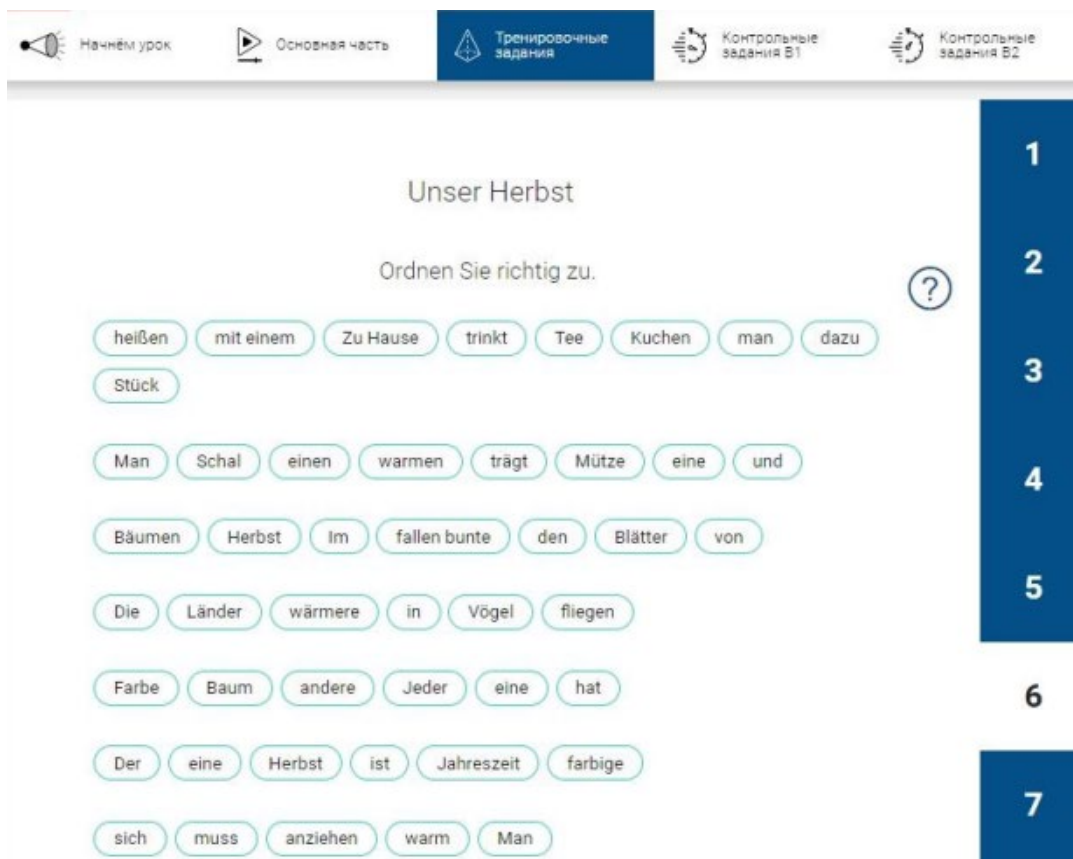 Начнём урок
Основная часть
Тренировочные
задания
Контрольные
задания В1
Контрольные
задания В2
Unser Herbst
Ordnen Sie richtig zu.
?
heißen mit einem Zu Hause trinkt Tee Kuchen man dazu
Stück
Man Schal einen warmen trägt Mütze eine und
Bäumen Herbst Im fallen bunte den Blätter von
Die Länder wärmere in Vögel fliegen
Farbe Baum andere Jeder eine hat
Der eine Herbst ist Jahreszeit farbige
sich muss anziehen warm Man
1
2
3
4
5
6
7